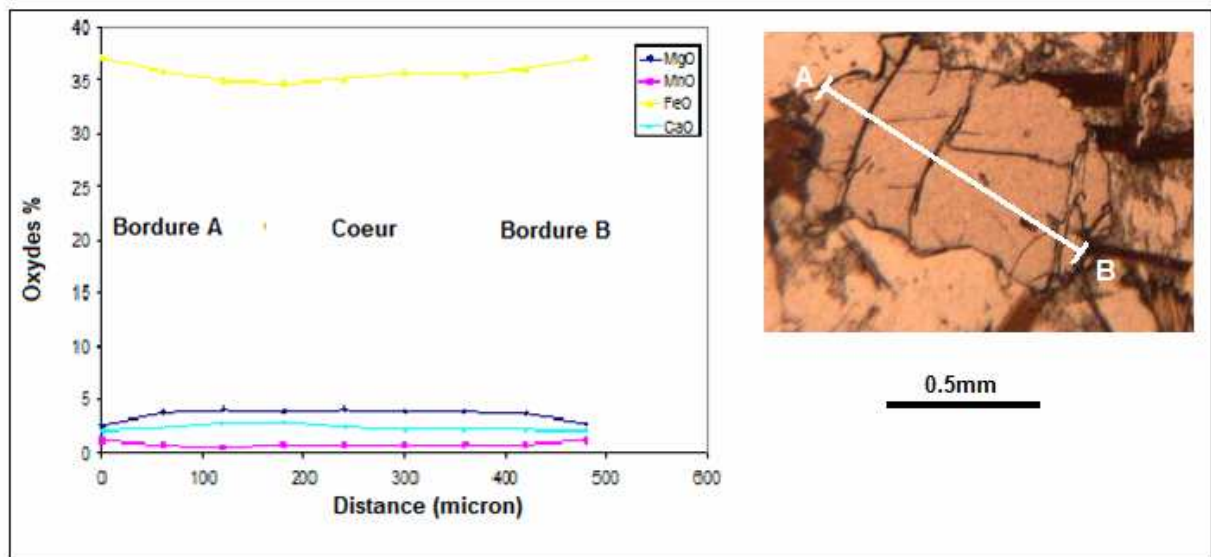 40
35
30
25
20
15
10
5
0
Oxydes %
MgO
MnO
FeO
CaO
Bordure A
Coeur
Bordure B
0
100
200
300
400
500
600
Distance (micron)
A
B
0.5mm